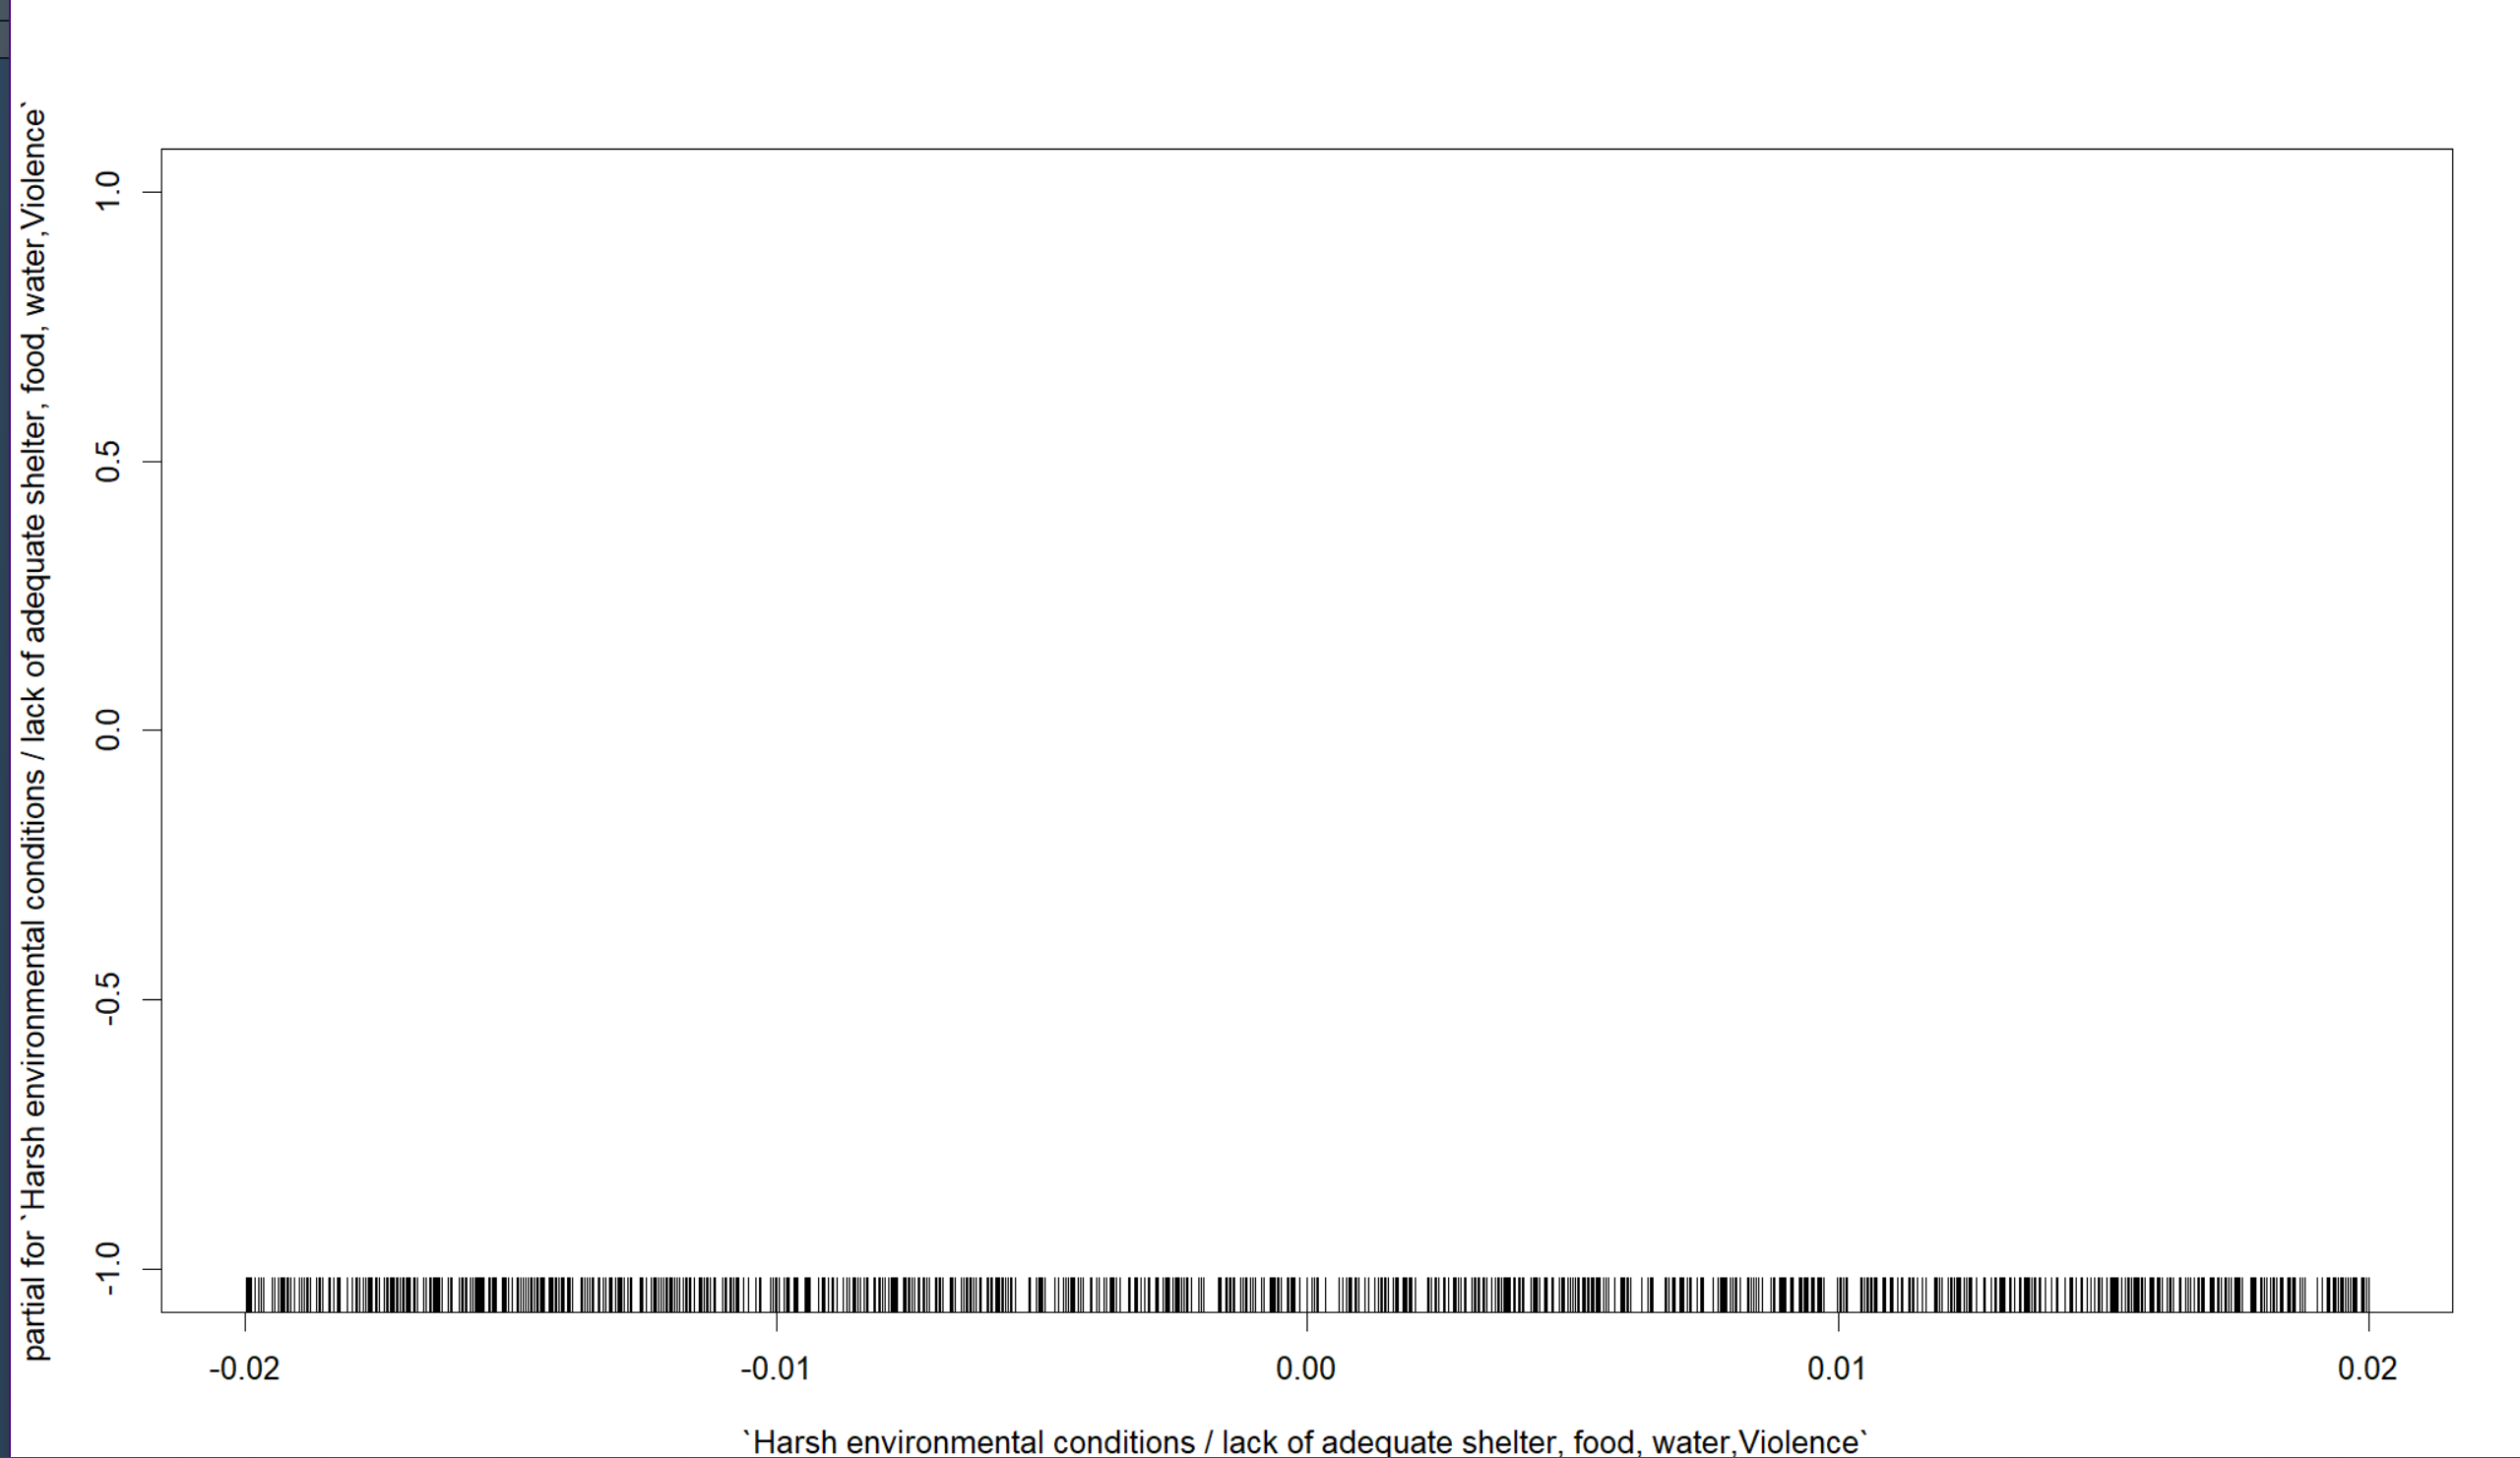 partial for `Harsh environmental conditions / lack of adequate shelter, food, water,Violence`
1.0
0.5
0.0
-0.5
-1.0
-0.02 -0.01 0.00 0.01 0.02
`Harsh environmental conditions / lack of adequate shelter, food, water,Violence`